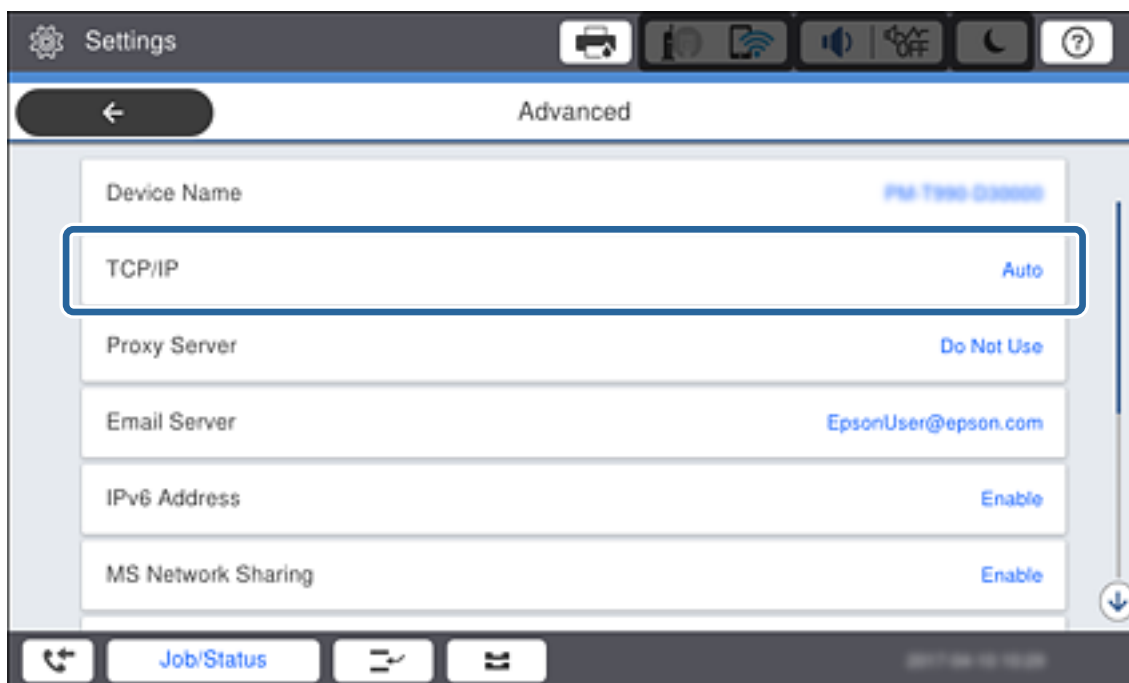 Settings
OFF
?
Advanced
Device Name
TCP/IP Auto
Proxy Server Do Not Use
Email Server EpsonUser@epson.com
IPv6 Address Enable
MS Network Sharing Enable
Job/Status